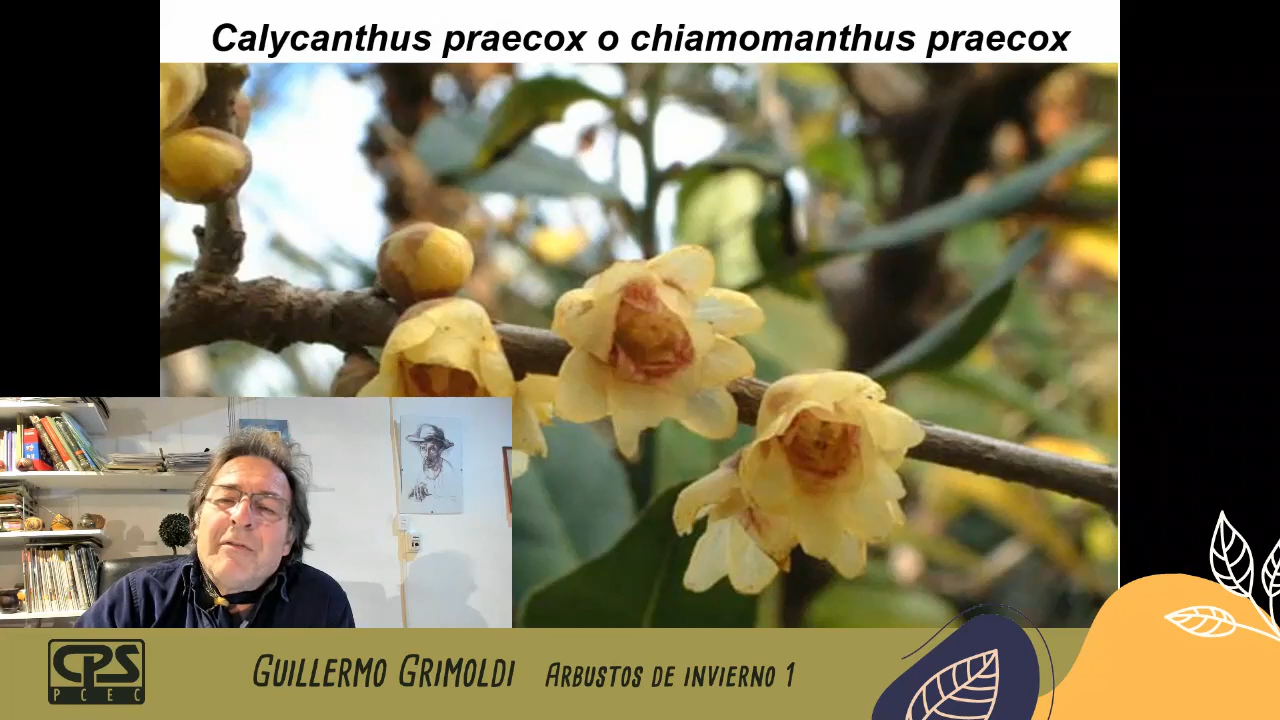 Calycanthus praecox o chiamomanthus praecox
CPS
PCEC
GUILLERMO GRIMOLDI ARBUSTOS DE INVIERNO 1